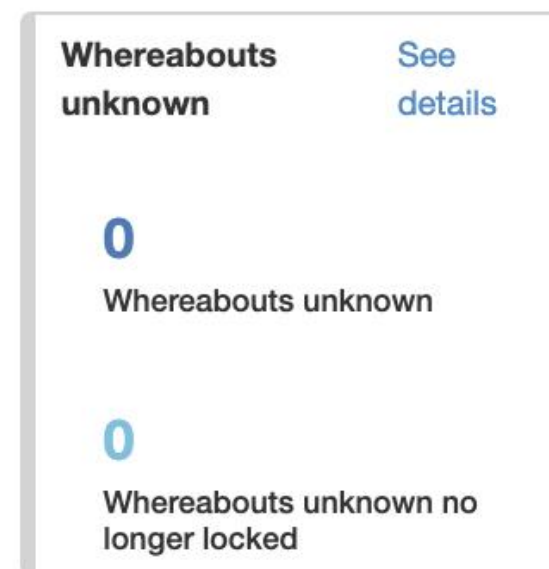 Whereabouts
unknown
See
details
0
Whereabouts unknown
0
Whereabouts unknown no
longer locked